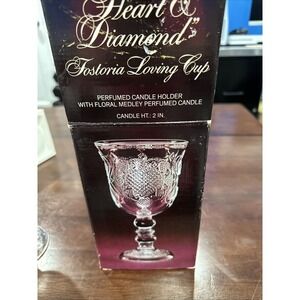 Heart &
Diamond"
Fostoria Loving Cup
PERFUMED CANDLE HOLDER
WITH FLORAL MEDLEY PERFUMED CANDLE
CANDLE HT.: 2 IN.